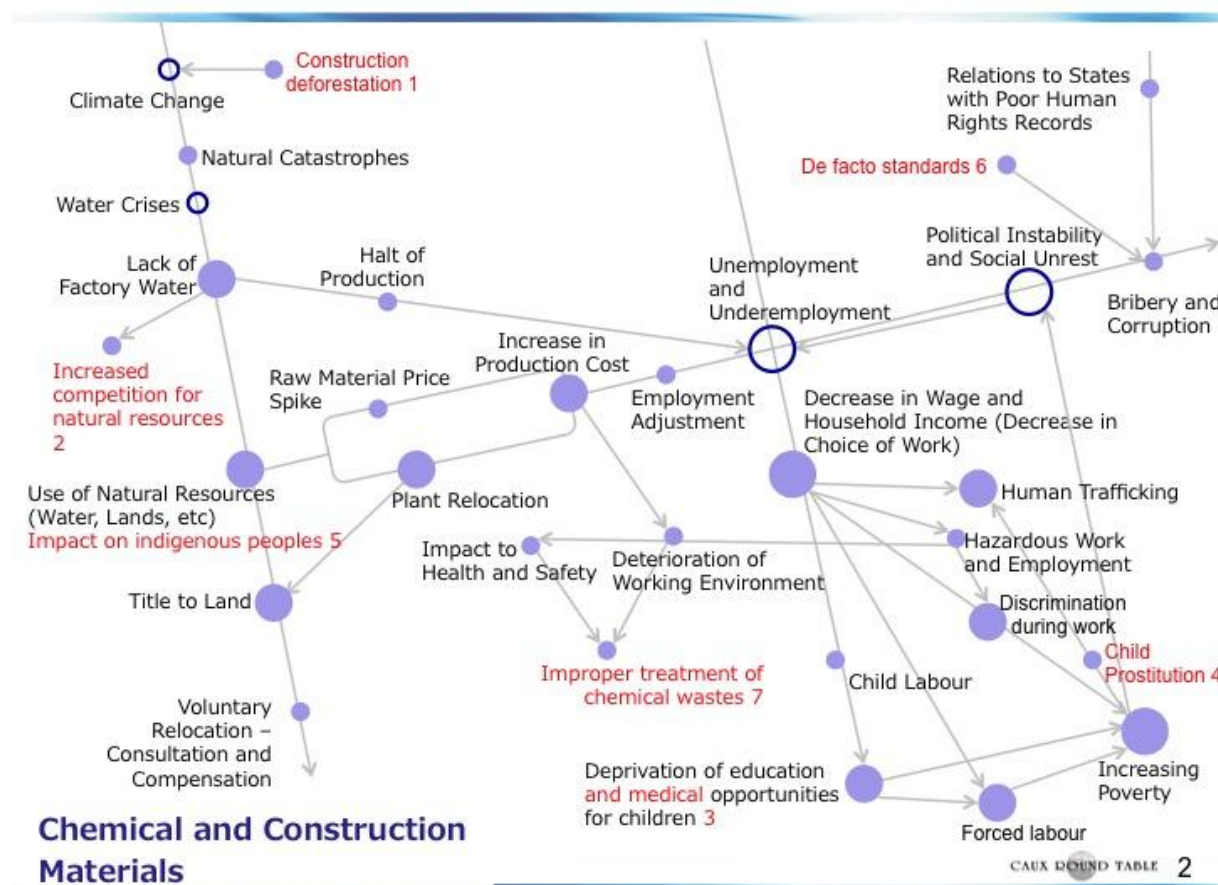 Construction
deforestation 1
Climate Change
Relations to States
with Poor Human
Rights Records
Natural Catastrophes
De facto standards 6
Water Crises
Lack of
Factory Water
Halt of
Production
Unemployment
and
Underemployment
Political Instability
and Social Unrest
Bribery and
Corruption
Increased
competition for
natural resources
2
Raw Material Price
Spike
Increase in
Production Cost
Employment
Adjustment
Decrease in Wage and
Household Income (Decrease in
Choice of Work)
Use of Natural Resources
(Water, Lands, etc)
Impact on indigenous peoples 5
Plant Relocation
Human Trafficking
Impact to
Health and Safety
Deterioration of
Working Environment
Hazardous Work
and Employment
Title to Land
Discrimination
during work
Improper treatment of
chemical wastes 7
Child Labour
Child
Prostitution 4
Voluntary
Relocation –
Consultation and
Compensation
Deprivation of education
and medical opportunities
for children 3
Forced labour
Increasing
Poverty
Chemical and Construction
Materials
CAUX ROUND TABLE 2